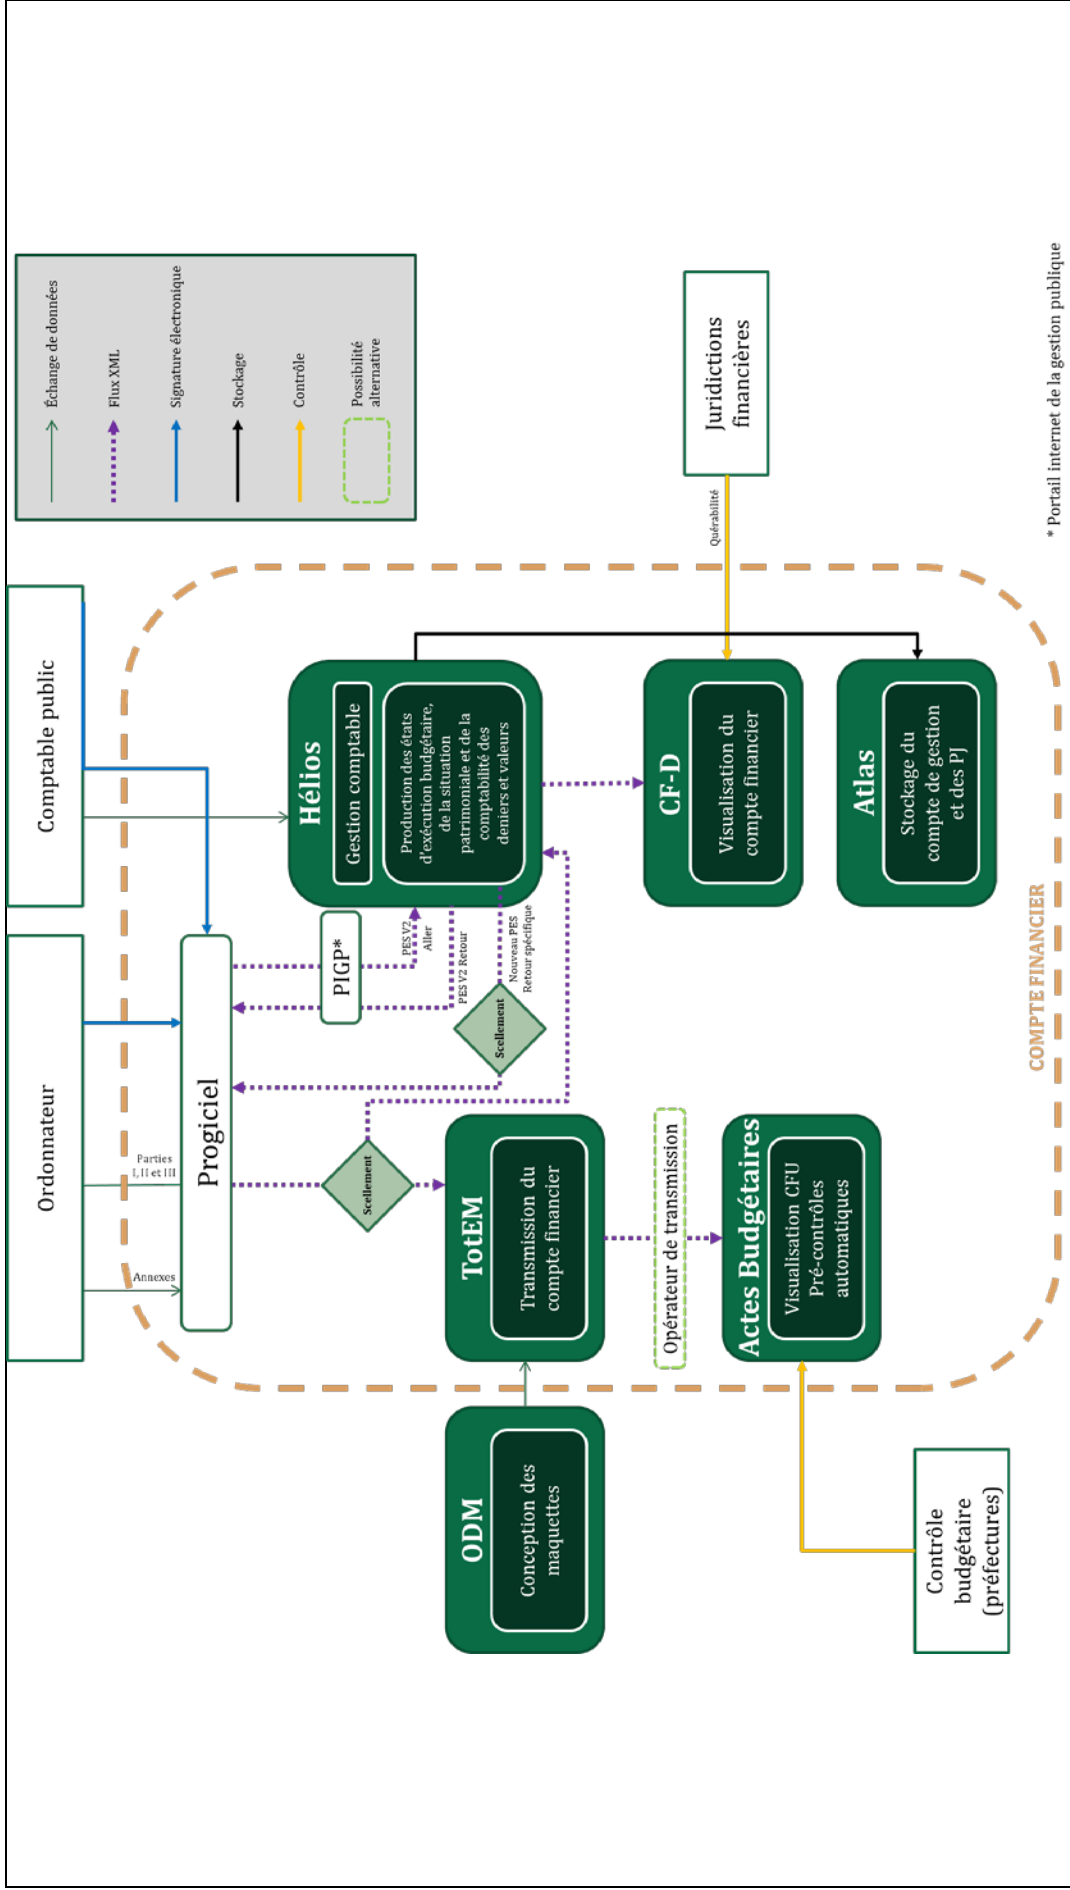 Ordonnateur
Comptable public
Échange de données
Flux XML
Signature électronique
Stockage
Contrôle
Possibilité
alternative
Annexes
Parties
I, II et III
Progiciel
PIGP*
PES V2
Aller
PES V2 Retour
Nouveau PES
Retour spécifique
Scellement
Scellement
Hélios
Gestion comptable
Production des états
d'exécution budgétaire,
de la situation
patrimoniale et de la
comptabilité des
deniers et valeurs
ODM
Conception des
maquettes
TotEM
Transmission du
compte financier
Opérateur de transmission
CF-D
Visualisation du
compte financier
Quérabilité
Juridictions
financières
Actes Budgétaires
Visualisation CFU
Pré-contrôles
automatiques
Atlas
Stockage du
compte de gestion
et des PJ
Contrôle
budgétaire
(préfectures)
COMPTE FINANCIER
* Portail internet de la gestion publique